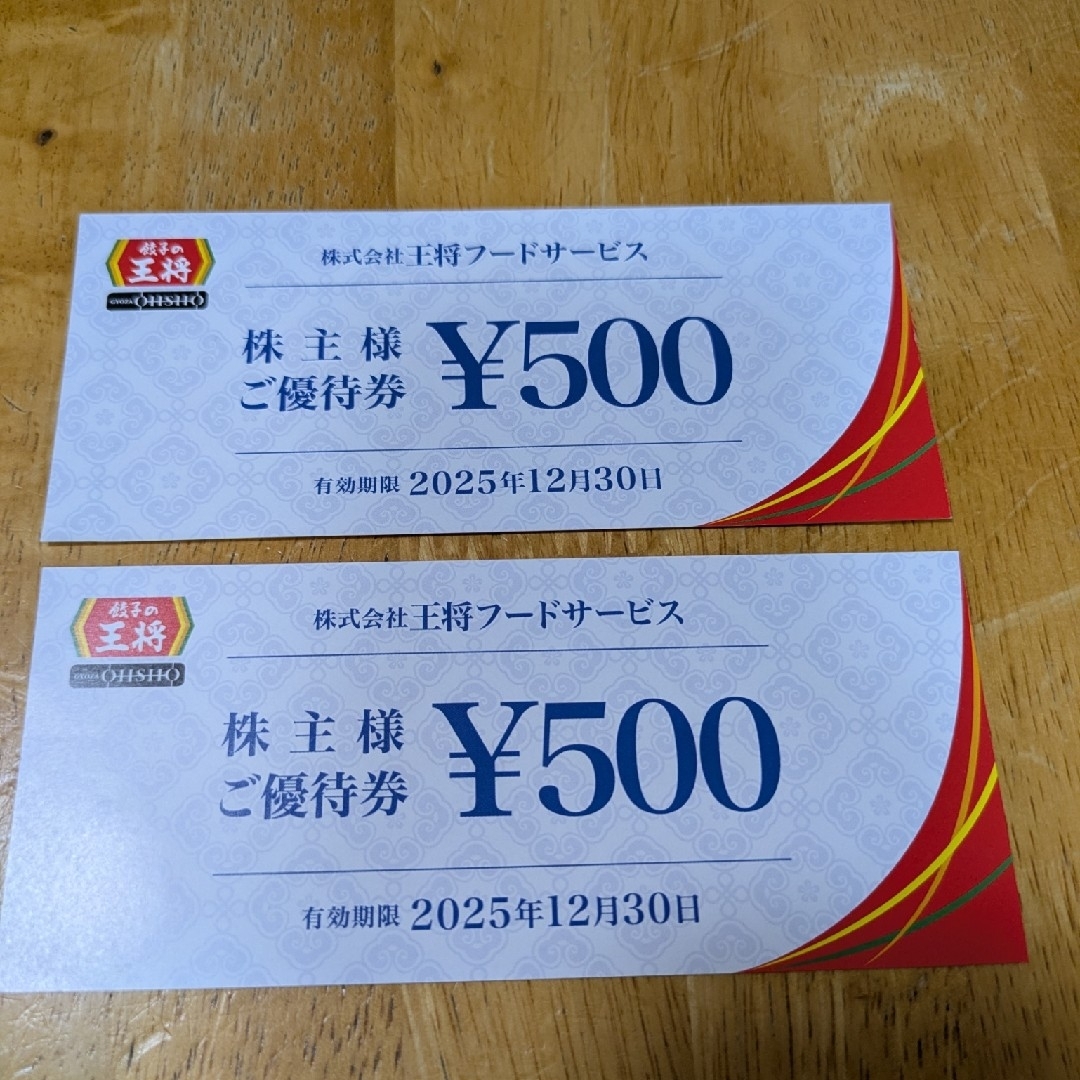 餃子の
王将
GYOZA OHSHO
株式会社王将フードサービス
株主様
ご優待券
¥500
有効期限 2025年12月30日
餃子の
王将
GYOZA OHSHO
株式会社王将フードサービス
株主様
ご優待券
¥500
有効期限 2025年12月30日